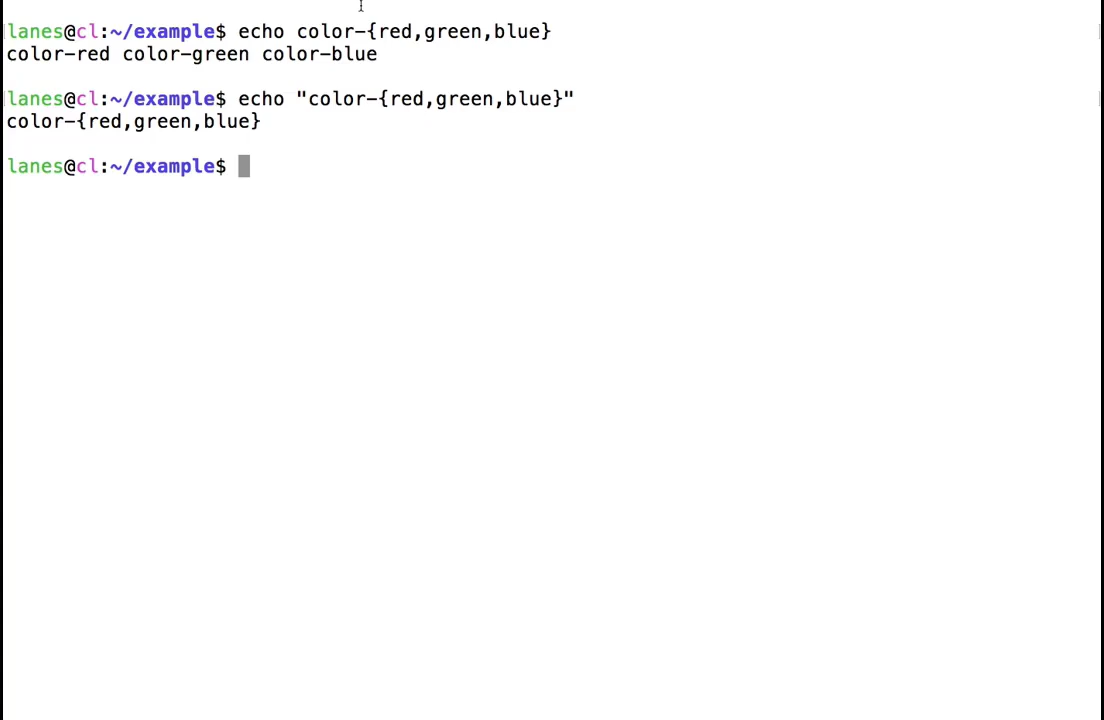 lanes@cl:~/example$ echo color-{red,green,blue}
color-red color-green color-blue
lanes@cl:~/example$ echo "color-{red,green,blue}"
color-{red,green,blue}
lanes@cl:~/example$